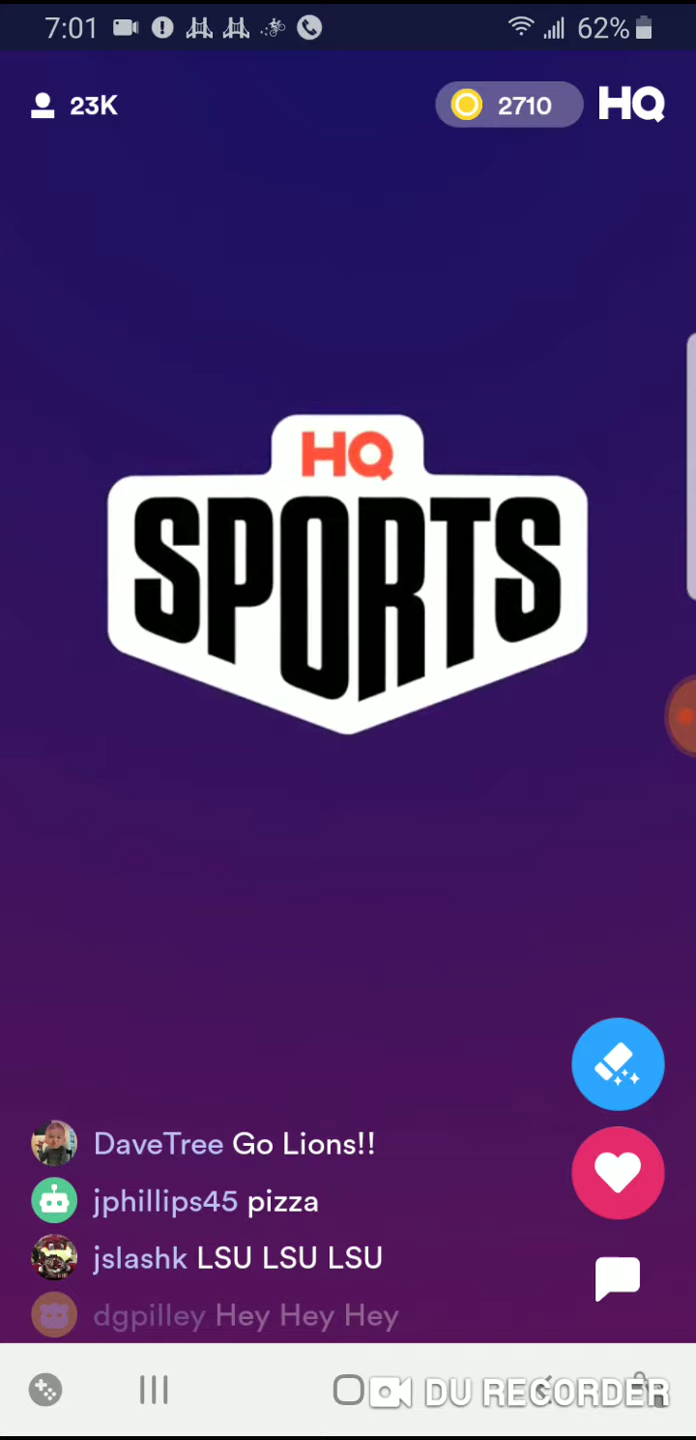 7:01 62%
23K 2710 HQ
HQ
SPORTS
DaveTree Go Lions!!
jphillips45 pizza
jslashk LSU LSU LSU
dgpilley Hey Hey Hey
DU RECORDER